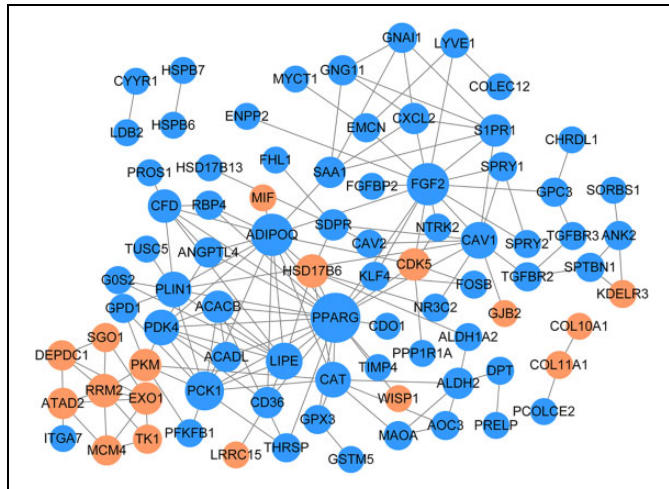 GNAI1
LYVE1
CYYR1
HSPB7
GNG11
MYCT1
COLEC12
LDB2
HSPB6
ENPP2
EMCN
CXCL2
S1PR1
CHRDL1
PROS1
HSD17B13
FHL1
SAA1
SPRY1
FGFBP2
FGF2
GPC3
SORBS1
MIF
CFD
RBP4
SDPR
NTRK2
ADIPOQ
CAV1
SPRY2
TGFBR3
ANK2
TUSC5
ANGPTL4
CAV2
G0S2
HSD17B6
KLF4
CDK5
TGFBR2
SPTBN1
PLIN1
FOSB
KDELR3
GPD1
ACACB
NR3C2
GJB2
PPARG
SGO1
PDK4
CDO1
COL10A1
DEPDC1
PKM
ACADL
LIPE
PPP1R1A
ALDH1A2
TIMP4
COL11A1
RRM2
EXO1
PCK1
CAT
ALDH2
DPT
ATAD2
CD36
WISP1
PCOLCE2
ITGA7
TK1
PFKFB1
GPX3
AOC3
PRELP
MCM4
LRRC15
THRSP
MAOA
GSTM5